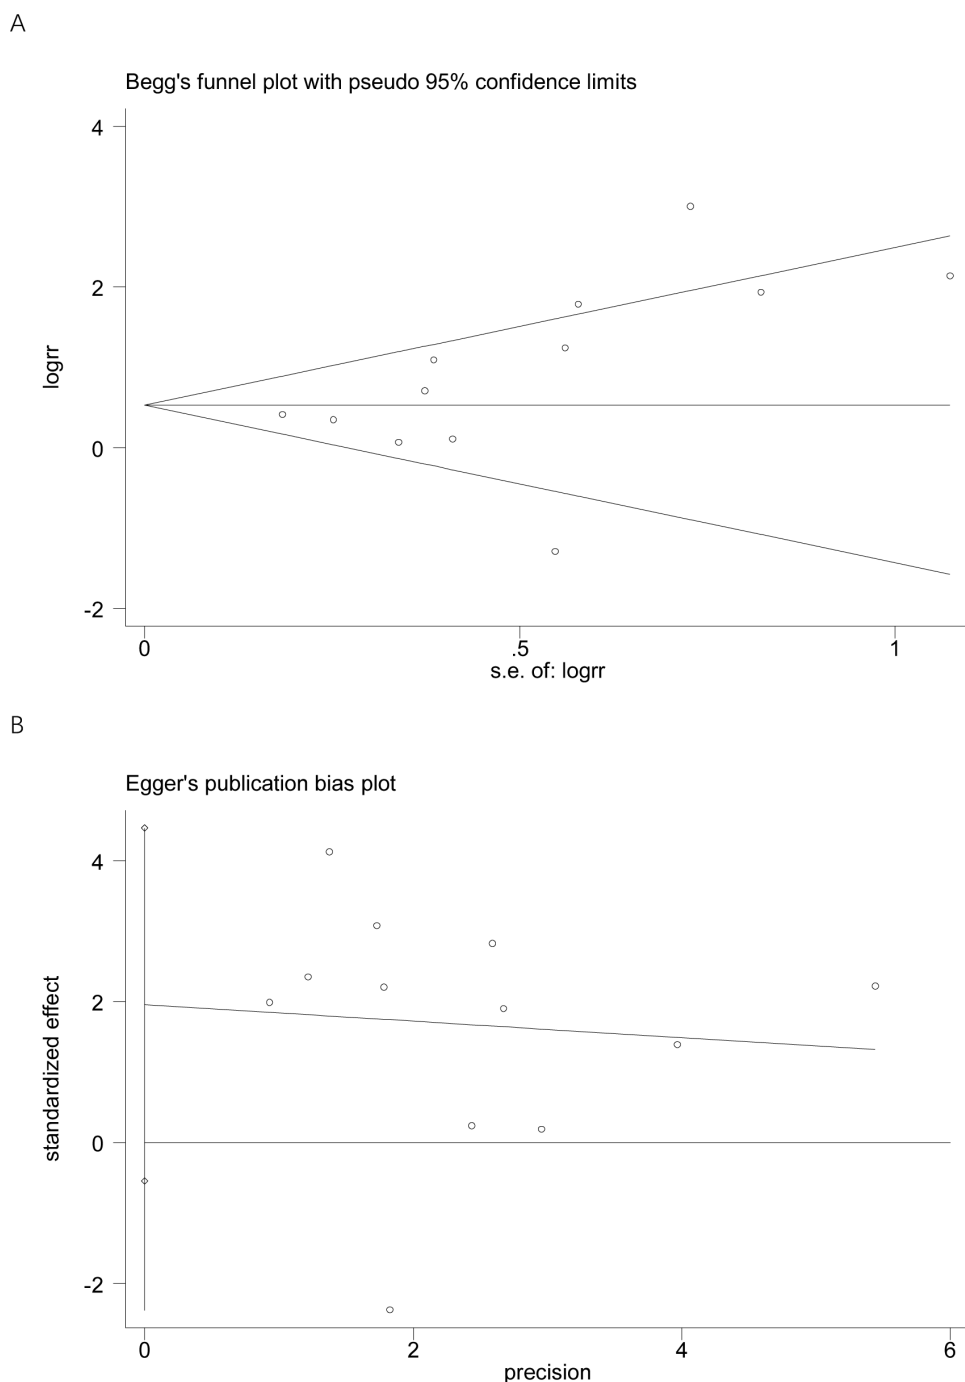 A
Begg's funnel plot with pseudo 95% confidence limits
logrr
4
2
0
-2
0 .5 1
s.e. of: logrr
B
Egger's publication bias plot
standardized effect
4
2
0
-2
0 2 4 6
precision